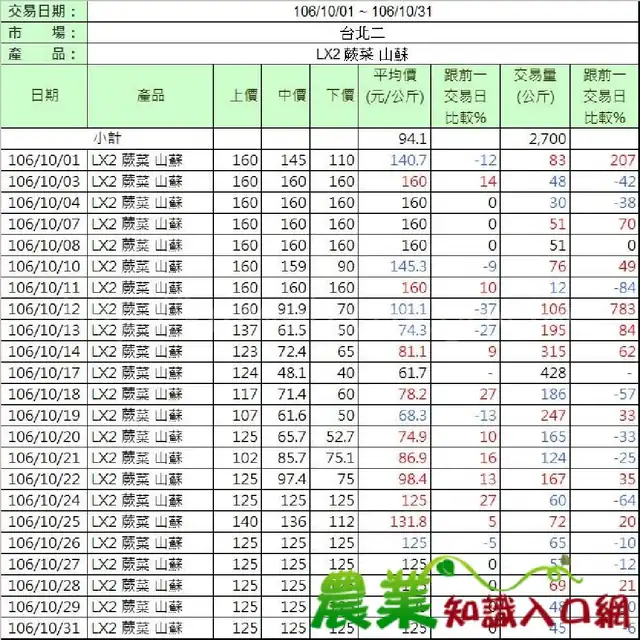 交易日期： 106/10/01 ~ 106/10/31
市 場： 台北二
產 品： LX2 蕨菜 山蘇
日期 產品 上價 中價 下價 平均價(元/公斤) 跟前一交易日比較% 交易量(公斤) 跟前一交易日比較%
小計 94.1 2,700
106/10/01 LX2 蕨菜 山蘇 160 145 110 140.7 -12 83 207
106/10/03 LX2 蕨菜 山蘇 160 160 160 160 14 48 -42
106/10/04 LX2 蕨菜 山蘇 160 160 160 160 0 30 -38
106/10/07 LX2 蕨菜 山蘇 160 160 160 160 0 51 70
106/10/08 LX2 蕨菜 山蘇 160 160 160 160 0 51 0
106/10/10 LX2 蕨菜 山蘇 160 159 90 145.3 -9 76 49
106/10/11 LX2 蕨菜 山蘇 160 160 160 160 10 12 -84
106/10/12 LX2 蕨菜 山蘇 160 91.9 70 101.1 -37 106 783
106/10/13 LX2 蕨菜 山蘇 137 61.5 50 74.3 -27 195 84
106/10/14 LX2 蕨菜 山蘇 123 72.4 65 81.1 9 315 62
106/10/17 LX2 蕨菜 山蘇 124 48.1 40 61.7 - 428 -
106/10/18 LX2 蕨菜 山蘇 117 71.4 60 78.2 27 186 -57
106/10/19 LX2 蕨菜 山蘇 107 61.6 50 68.3 -13 247 33
106/10/20 LX2 蕨菜 山蘇 125 65.7 52.7 74.9 10 165 -33
106/10/21 LX2 蕨菜 山蘇 102 85.7 75.1 86.9 16 124 -25
106/10/22 LX2 蕨菜 山蘇 125 97.4 75 98.4 13 167 35
106/10/24 LX2 蕨菜 山蘇 125 125 125 125 27 60 -64
106/10/25 LX2 蕨菜 山蘇 140 136 112 131.8 5 72 20
106/10/26 LX2 蕨菜 山蘇 125 125 125 125 -5 65 -10
106/10/27 LX2 蕨菜 山蘇 125 125 125 125 0 -12
106/10/28 LX2 蕨菜 山蘇 125 125 125 0 69 21
106/10/29 LX2 蕨菜 山蘇 125 125 48
106/10/31 LX2 蕨菜 山蘇 125 125 45 -6
農業知識入口網